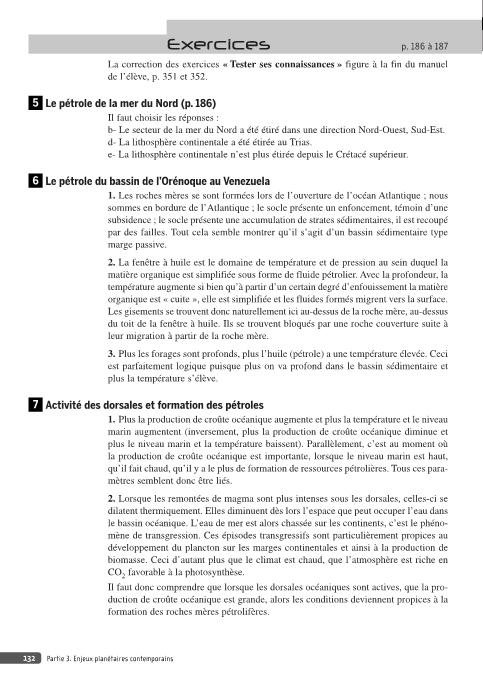 Exercices
p. 186 à 187
La correction des exercices « Tester ses connaissances » figure à la fin du manuel
de l'élève, p. 351 et 352.
5 Le pétrole de la mer du Nord (p. 186)
Il faut choisir les réponses :
b- Le secteur de la mer du Nord a été étiré dans une direction Nord-Ouest, Sud-Est.
d- La lithosphère continentale a été étirée au Trias.
e- La lithosphère continentale n'est plus étirée depuis le Crétacé supérieur.
6 Le pétrole du bassin de l'Orénoque au Venezuela
1. Les roches mères se sont formées lors de l'ouverture de l'océan Atlantique ; nous
sommes en bordure de l'Atlantique ; le socle présente un enfoncement, témoin d'une
subsidence ; le socle présente une accumulation de strates sédimentaires, il est recoupé
par des failles. Tout cela semble montrer qu'il s'agit d'un bassin sédimentaire type
marge passive.
2. La fenêtre à huile est le domaine de température et de pression au sein duquel la
matière organique est simplifiée sous forme de fluide pétrolier. Avec la profondeur, la
température augmente si bien qu'à partir d'un certain degré d'enfouissement la matière
organique est « cuite », elle est simplifiée et les fluides formés migrent vers la surface.
Les gisements se trouvent donc naturellement ici au-dessus de la roche mère, au-dessus
du toit de la fenêtre à huile. Ils se trouvent bloqués par une roche couverture suite à
leur migration à partir de la roche mère.
3. Plus les forages sont profonds, plus l'huile (pétrole) a une température élevée. Ceci
est parfaitement logique puisque plus on va profond dans le bassin sédimentaire et
plus la température s'élève.
7 Activité des dorsales et formation des pétroles
1. Plus la production de croûte océanique augmente et plus la température et le niveau
marin augmentent (inversement, plus la production de croûte océanique diminue et
plus le niveau marin et la température baissent). Parallèlement, c'est au moment où
la production de croûte océanique est importante, lorsque le niveau marin est haut,
qu'il fait chaud, qu'il y a le plus de formation de ressources pétrolières. Tous ces para-
mètres semblent donc être liés.
2. Lorsque les remontées de magma sont plus intenses sous les dorsales, celles-ci se
dilatent thermiquement. Elles diminuent dès lors l'espace que peut occuper l'eau dans
le bassin océanique. L'eau de mer est alors chassée sur les continents, c'est le phéno-
mène de transgression. Ces épisodes transgressifs sont particulièrement propices au
développement du plancton sur les marges continentales et ainsi à la production de
biomasse. Ceci d'autant plus que le climat est chaud, que l'atmosphère est riche en
CO2 favorable à la photosynthèse.
Il faut donc comprendre que lorsque les dorsales océaniques sont actives, que la pro-
duction de croûte océanique est grande, alors les conditions deviennent propices à la
formation des roches mères pétrolifères.
132 Partie 3. Enjeux planétaires contemporains